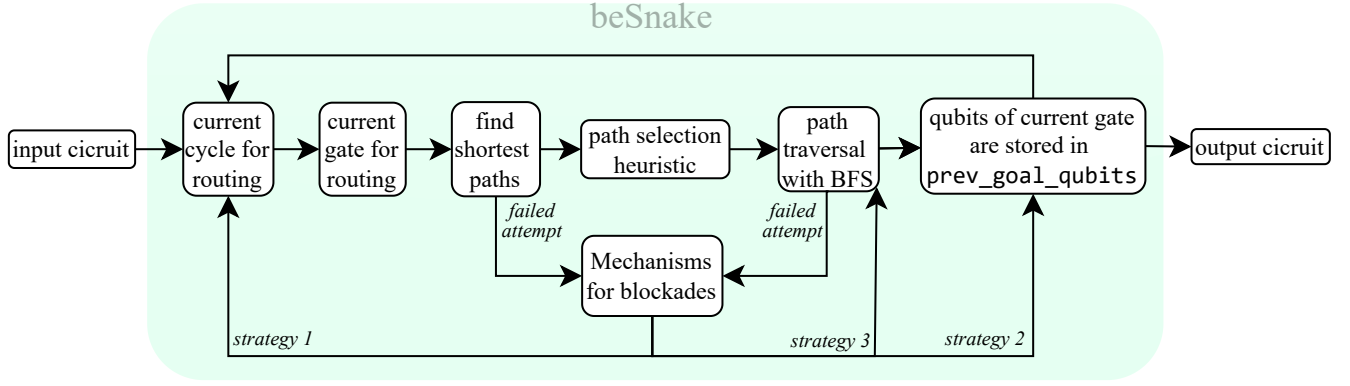 beSnake
input cicruit
current
cycle for
routing
current
gate for
routing
find
shortest
paths
path selection
heuristic
path
traversal
with BFS
qubits of current gate
are stored in
prev_goal_qubits
output cicruit
failed
attempt
failed
attempt
Mechanisms
for blockades
strategy 1
strategy 3
strategy 2